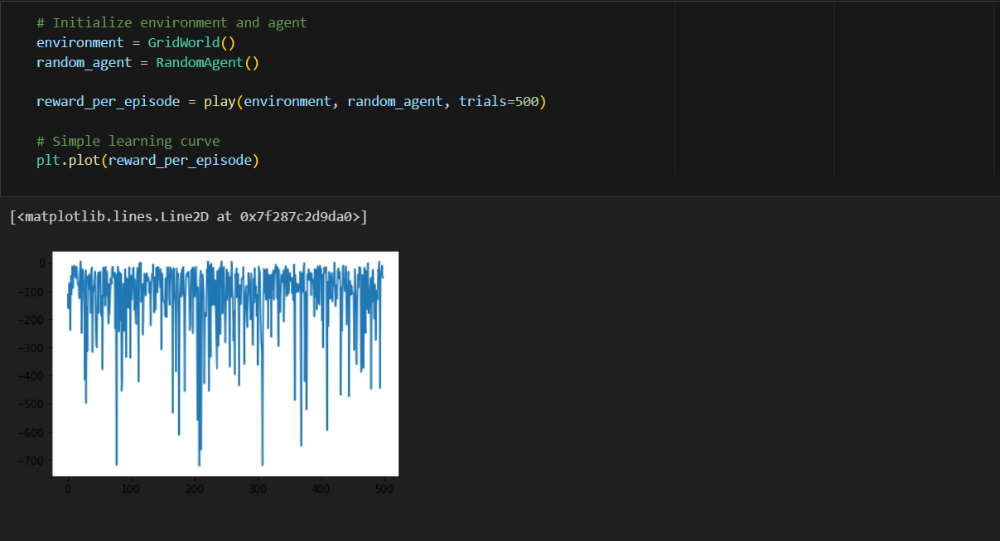 # Initialize environment and agent
environment = GridWorld()
random_agent = RandomAgent()
reward_per_episode = play(environment, random_agent, trials=500)
# Simple learning curve
plt.plot(reward_per_episode)
[<matplotlib.lines.Line2D at 0x7f287c2d9da0>]
0
−100
−200
−300
−400
−500
−600
−700
0 100 200 300 400 500